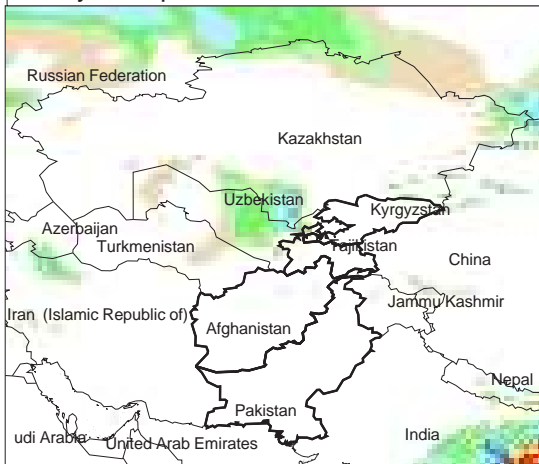 Russian Federation
Kazakhstan
Uzbekistan
Kyrgyzstan
Azerbaijan
Turkmenistan
Tajikistan
China
Jammu/Kashmir
Iran (Islamic Republic of)
Afghanistan
Nepal
Pakistan
udi Arabia
United Arab Emirates
India